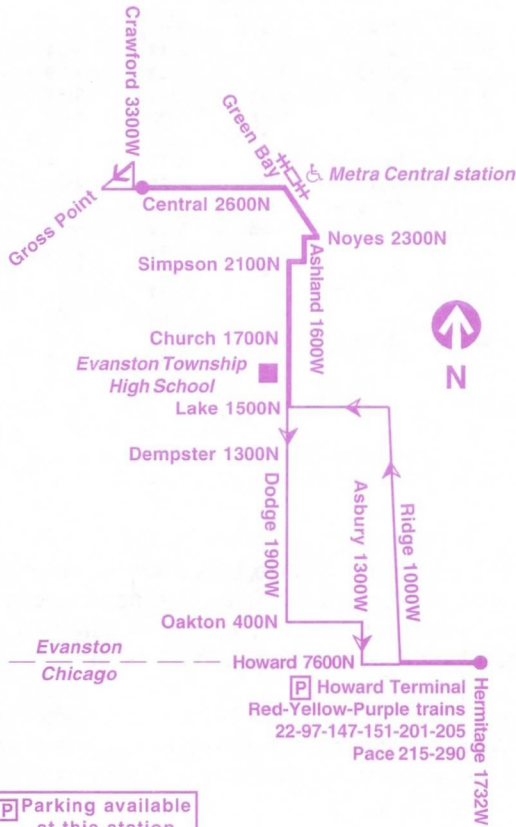 Crawford 3300W
Green Bay
Metra Central station
Central 2600N
Gross Point
Noyes 2300N
Simpson 2100N
Ashland 1600W
N
Church 1700N
Evanston Township
High School
Lake 1500N
Dempster 1300N
Dodge 1900W
Asbury 1300W
Ridge 1000W
Oakton 400N
Evanston
Chicago
Howard 7600N
P Howard Terminal
Red-Yellow-Purple trains
22-97-147-151-201-205
Pace 215-290
Hermitage 1732W
P Parking available
at this station